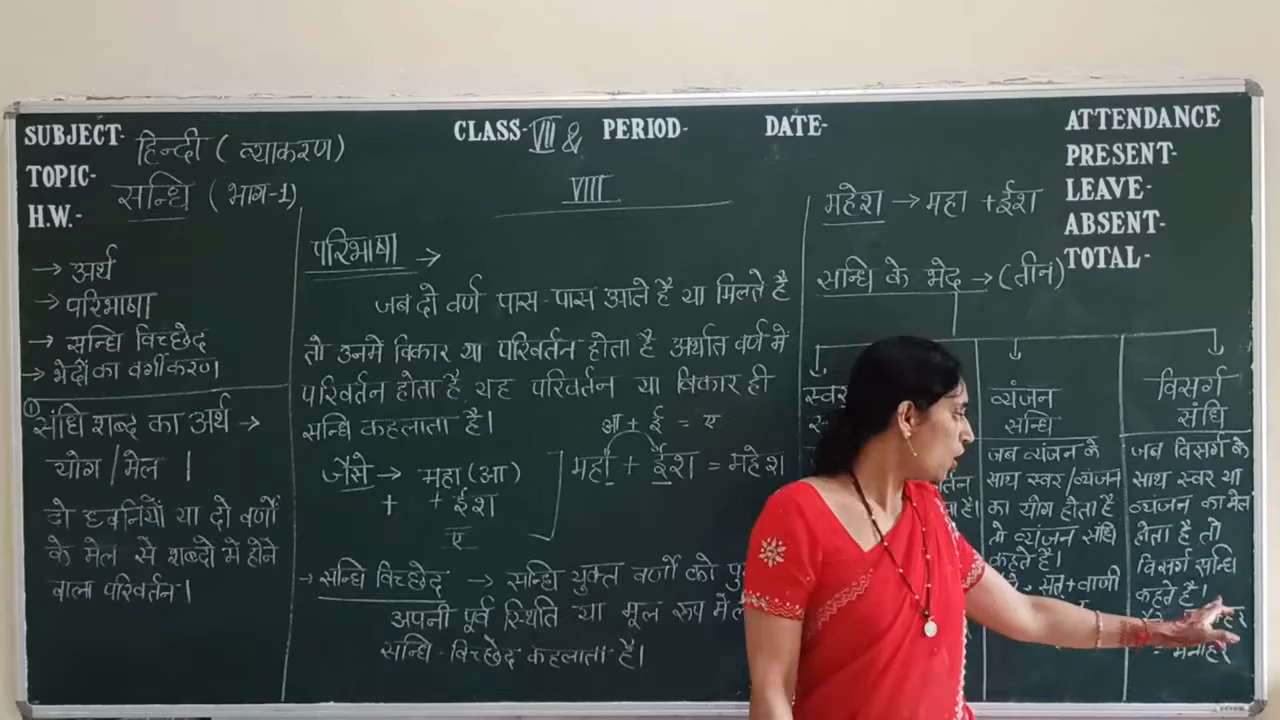 SUBJECT- हिन्दी ( व्याकरण)
TOPIC- सन्धि ( भाग-1)
H.W.-
CLASS- VII &
VIII
PERIOD-
DATE-
ATTENDANCE
PRESENT-
LEAVE-
ABSENT-
TOTAL-
→ अर्थ
→ परिभाषा
→ सन्धि विच्छेद
→ भेदों का वर्गीकरण
① संधि शब्द का अर्थ →
योग/मेल ।
दो ध्वनियों या दो वर्णों
के मेल से शब्दो में होने
वाला परिवर्तन।
परिभाषा →
जब दो वर्ण पास-पास आते है या मिलते है
तो उनमे विकार या परिवर्तन होता है अर्थात वर्ण में
परिवर्तन होता है यह परिवर्तन या विकार ही
सन्धि कहलाता है।
जैसे → महा (आ)
+ + ईश
ए
आ + ई = ए
महा + ईश = महेश
→ सन्धि विच्छेद → सन्धि युक्त वर्णो को
अपनी पूर्व स्थिति या मूल रुप मे
सन्धि-विच्छेद कहलाता है।
महेश → महा + ईश
सन्धि के भेद → (तीन)
व्यंजन
सन्धि
जब व्यंजन के
साथ स्वर/व्यंजन
का योग होता है
तो व्यंजन संधि
कहते है।
सत् + वाणी
विसर्ग
संधि
जब विसर्ग के
साथ स्वर या
व्यंजन का मेल
होता है तो
विसर्ग सन्धि
कहते है।
= मनोहर